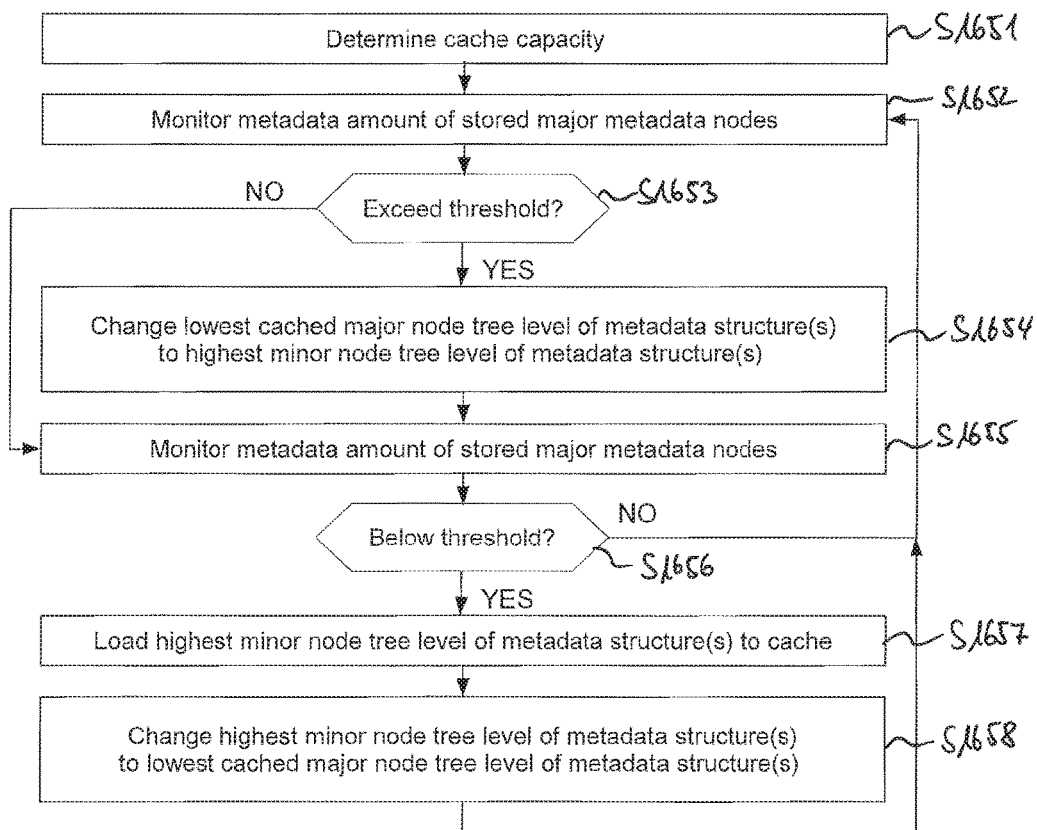 Determine cache capacity
S1651
Monitor metadata amount of stored major metadata nodes
S1652
NO
Exceed threshold?
S1653
YES
Change lowest cached major node tree level of metadata structure(s)
to highest minor node tree level of metadata structure(s)
S1654
Monitor metadata amount of stored major metadata nodes
S1655
Below threshold?
NO
S1656
YES
Load highest minor node tree level of metadata structure(s) to cache
S1657
Change highest minor node tree level of metadata structure(s)
to lowest cached major node tree level of metadata structure(s)
S1658